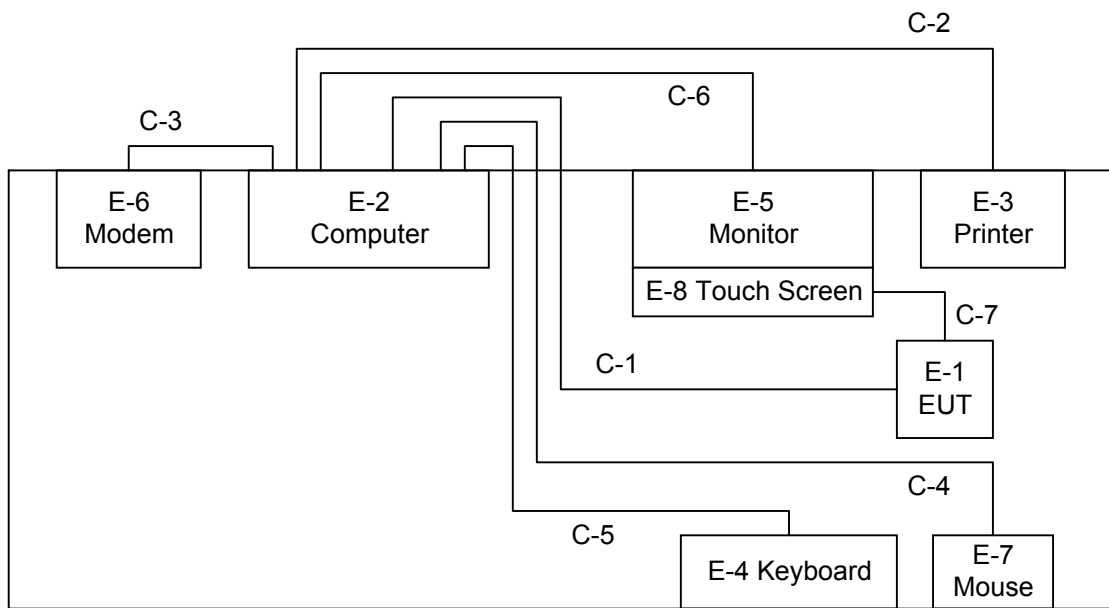 C-2
C-6
C-3
E-6
Modem
E-2
Computer
E-5
Monitor
E-3
Printer
E-8 Touch Screen
C-7
C-1
E-1
EUT
C-4
C-5
E-4 Keyboard
E-7
Mouse